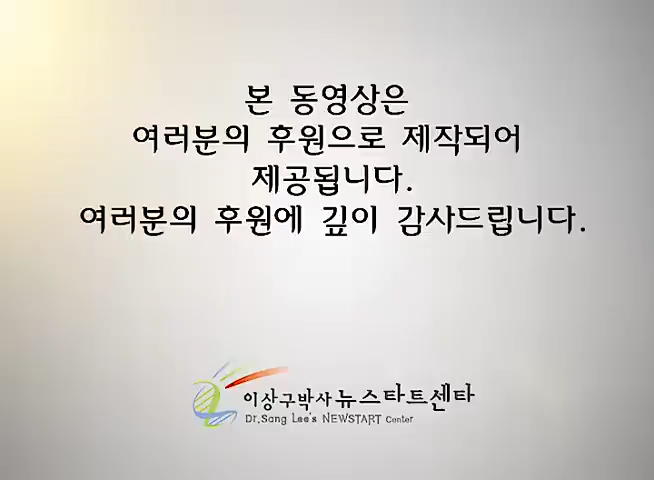 본 동영상은
여러분의 후원으로 제작되어
제공됩니다.
여러분의 후원에 깊이 감사드립니다.
이상구박사 뉴스타트센타
Dr.Sang Lee's NEWSTART Center